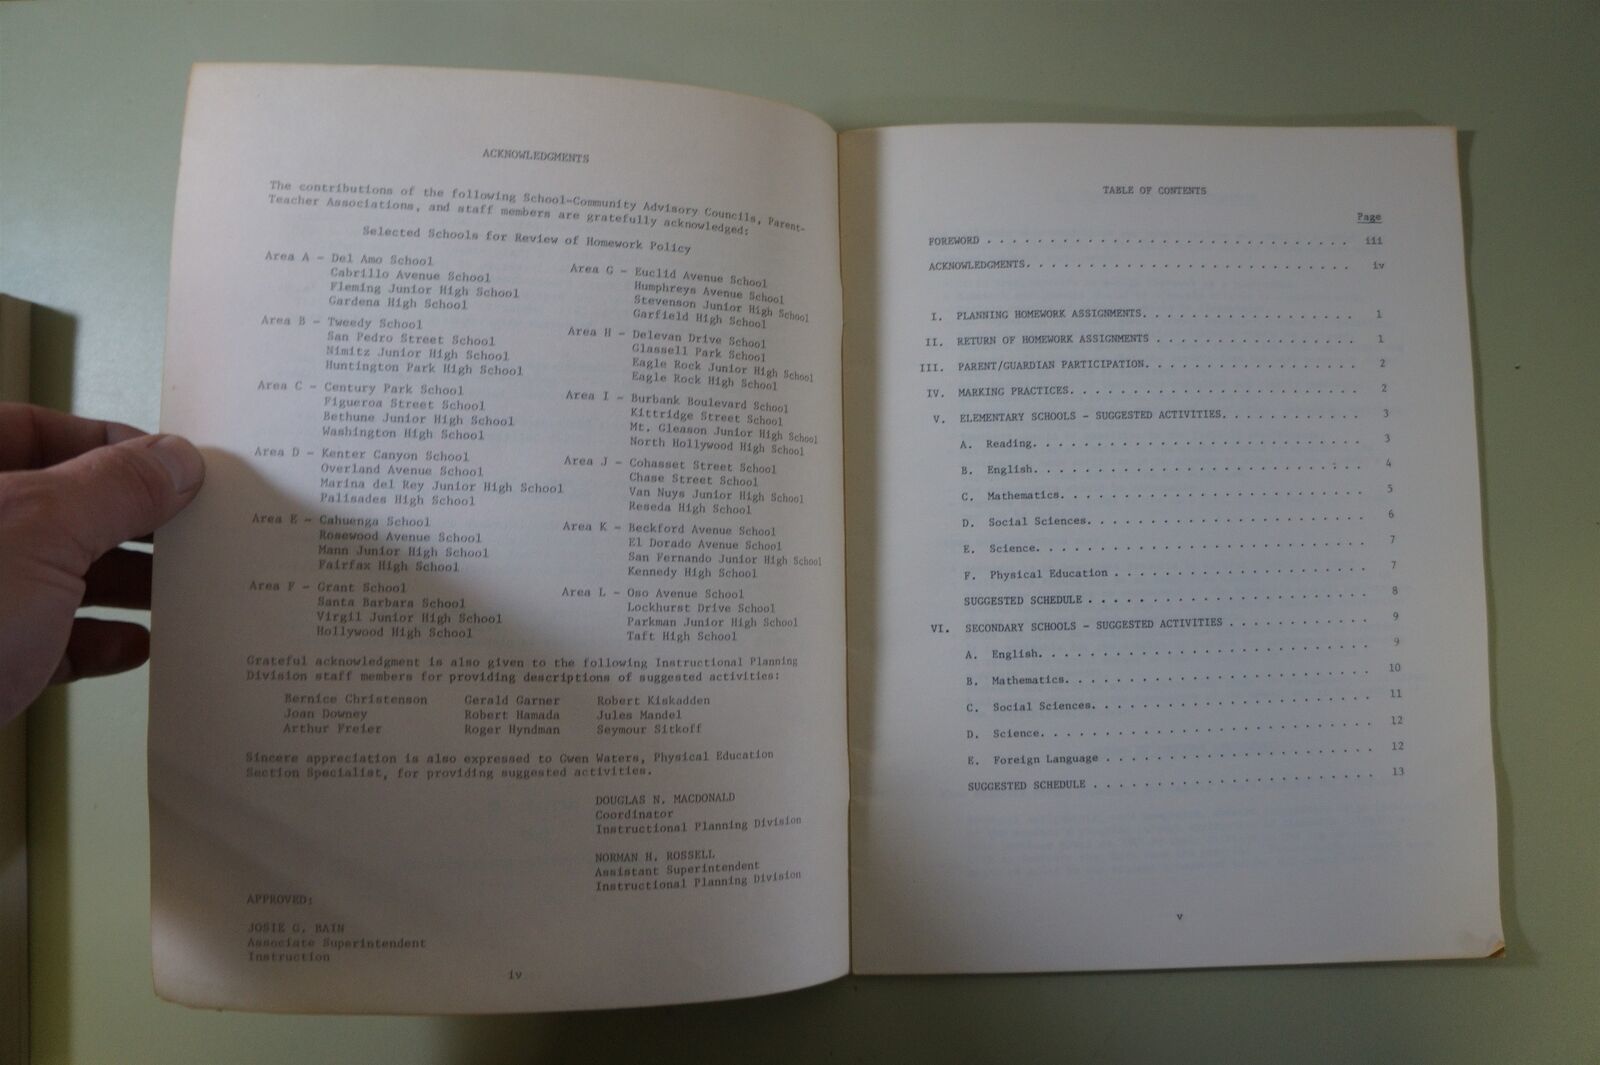 ACKNOWLEDGMENTS
The contributions of the following School-Community Advisory Councils, Parent-
Teacher Associations, and staff members are gratefully acknowledged:
Selected Schools for Review of Homework Policy
Area A - Del Amo School
Cabrillo Avenue School
Fleming Junior High School
Gardena High School
Area B - Tweedy School
San Pedro Street School
Nimitz Junior High School
Huntington Park High School
Area C - Century Park School
Figueroa Street School
Bethune Junior High School
Washington High School
Area D - Kenter Canyon School
Overland Avenue School
Marina del Rey Junior High School
Palisades High School
Area E - Cahuenga School
Rosewood Avenue School
Mann Junior High School
Fairfax High School
Area F - Grant School
Santa Barbara School
Virgil Junior High School
Hollywood High School
Area G - Euclid Avenue School
Humphreys Avenue School
Stevenson Junior High School
Garfield High School
Area H - Delevan Drive School
Glassell Park School
Eagle Rock Junior High School
Eagle Rock High School
Area I - Burbank Boulevard School
Kittridge Street School
Mt. Gleason Junior High School
North Hollywood High School
Area J - Cohasset Street School
Chase Street School
Van Nuys Junior High School
Reseda High School
Area K - Beckford Avenue School
El Dorado Avenue School
San Fernando Junior High School
Kennedy High School
Area L - Oso Avenue School
Lockhurst Drive School
Parkman Junior High School
Taft High School
Grateful acknowledgment is also given to the following Instructional Planning
Division staff members for providing descriptions of suggested activities:
Bernice Christenson Gerald Garner Robert Kiskadden
Joan Downey Robert Hamada Jules Mandel
Arthur Freier Roger Hyndman Seymour Sitkoff
Sincere appreciation is also expressed to Gwen Waters, Physical Education
Section Specialist, for providing suggested activities.
DOUGLAS N. MACDONALD
Coordinator
Instructional Planning Division
NORMAN H. ROSSELL
Assistant Superintendent
Instructional Planning Division
APPROVED:
JOSIE G. BAIN
Associate Superintendent
Instruction
iv
TABLE OF CONTENTS
Page
FOREWORD . . . . . . . . . . iii
ACKNOWLEDGMENTS. . . . . . . . . . iv
I. PLANNING HOMEWORK ASSIGNMENTS. . . . . . . . . . 1
II. RETURN OF HOMEWORK ASSIGNMENTS . . . . . . . . . . 1
III. PARENT/GUARDIAN PARTICIPATION. . . . . . . . . . 2
IV. MARKING PRACTICES. . . . . . . . . . 2
V. ELEMENTARY SCHOOLS - SUGGESTED ACTIVITIES. . . . . . . . . . 3
A. Reading. . . . . . . . . . 3
B. English. . . . . . . . . . 4
C. Mathematics. . . . . . . . . . 5
D. Social Sciences. . . . . . . . . . 6
E. Science. . . . . . . . . . 7
F. Physical Education . . . . . . . . . . 7
SUGGESTED SCHEDULE . . . . . . . . . . 8
VI. SECONDARY SCHOOLS - SUGGESTED ACTIVITIES . . . . . . . . . . 9
A. English. . . . . . . . . . 9
B. Mathematics. . . . . . . . . . 10
C. Social Sciences. . . . . . . . . . 11
D. Science. . . . . . . . . . 12
E. Foreign Language . . . . . . . . . . 12
SUGGESTED SCHEDULE . . . . . . . . . . 13
v